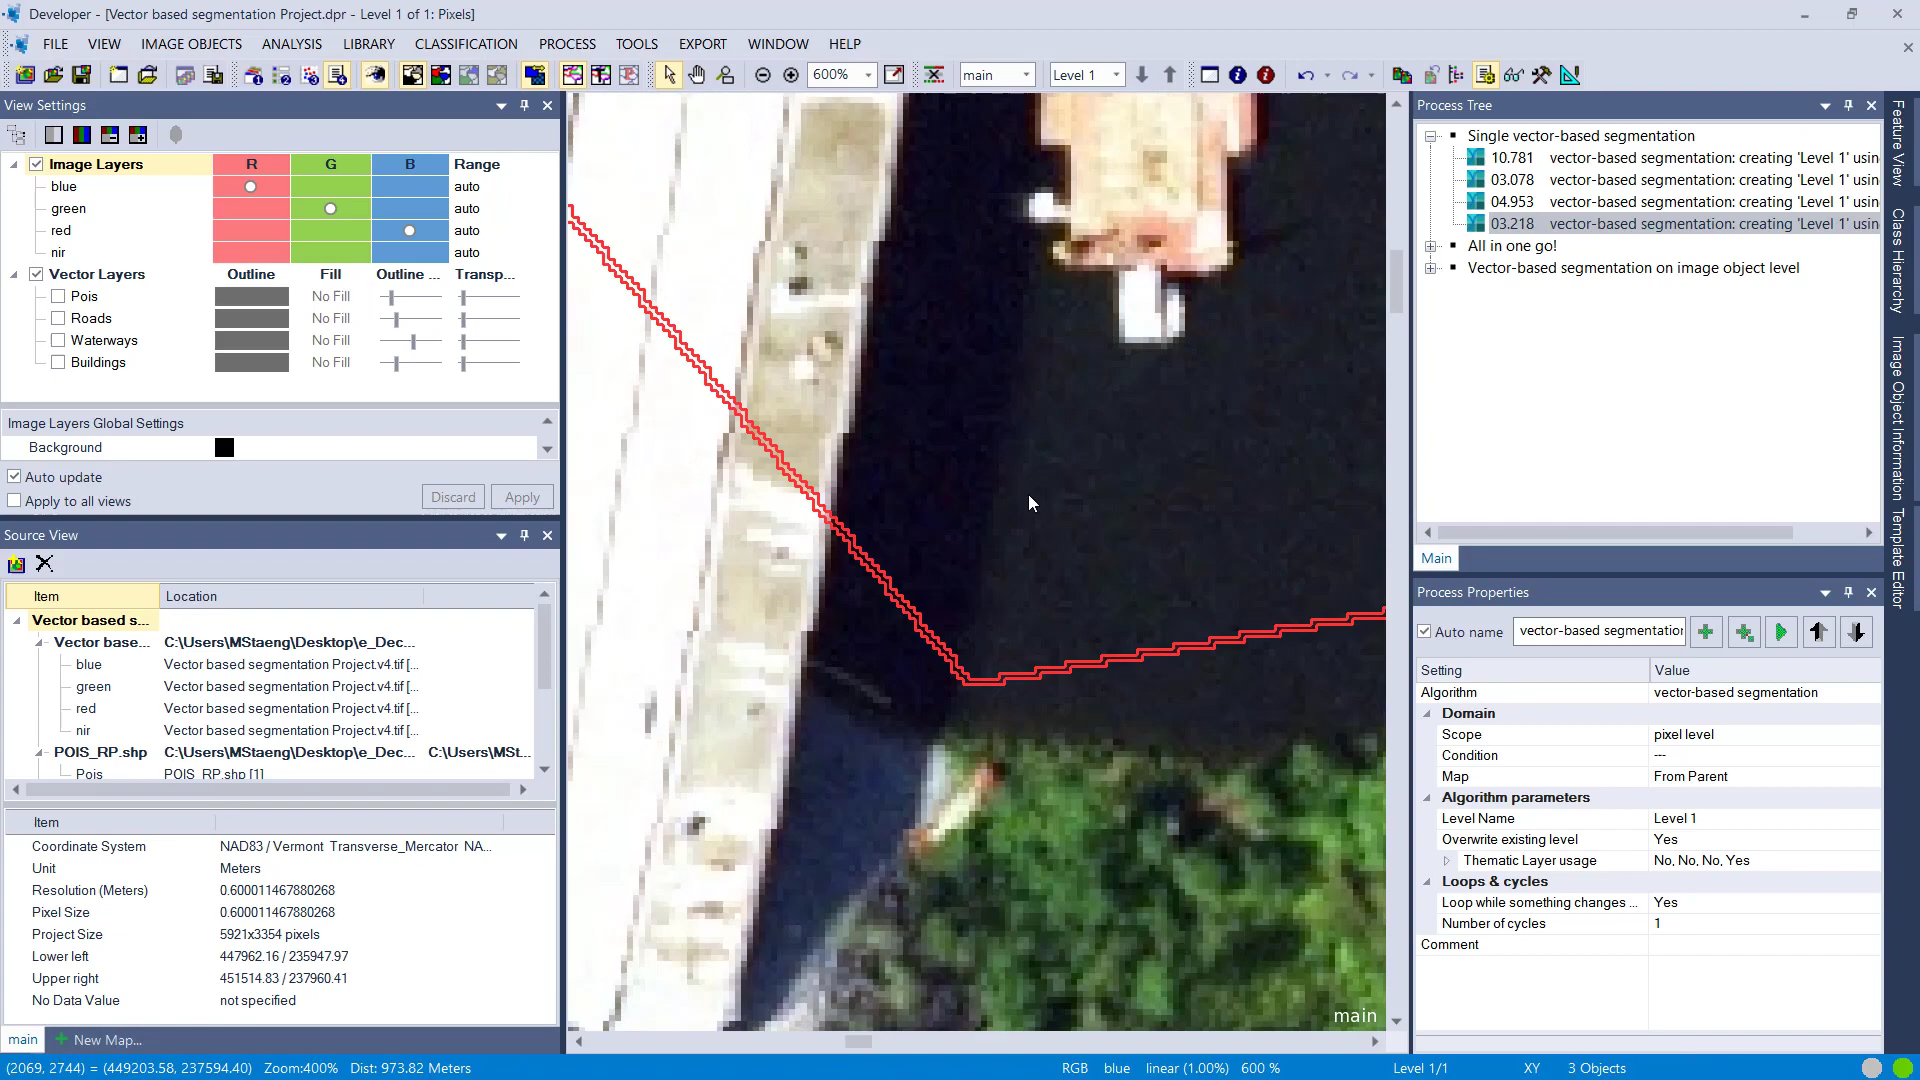 Developer - [Vector based segmentation Project.dpr - Level 1 of 1: Pixels]
FILE VIEW IMAGE OBJECTS ANALYSIS LIBRARY CLASSIFICATION PROCESS TOOLS EXPORT WINDOW HELP
600% main Level 1
View Settings
Image Layers R G B Range
blue auto
green auto
red auto
nir auto
Vector Layers Outline Fill Outline ... Transp...
Pois No Fill
Roads No Fill
Waterways No Fill
Buildings No Fill
Image Layers Global Settings
Background
Auto update
Apply to all views Discard Apply
Source View
Item Location
Vector based s...
Vector base... C:\Users\MStaeng\Desktop\e_Dec...
blue Vector based segmentation Project.v4.tif [...
green Vector based segmentation Project.v4.tif [...
red Vector based segmentation Project.v4.tif [...
nir Vector based segmentation Project.v4.tif [...
POIS_RP.shp C:\Users\MStaeng\Desktop\e_Dec... C:\Users\MSt...
Pois POIS_RP.shp [1]
Item
Coordinate System NAD83 / Vermont Transverse_Mercator NA...
Unit Meters
Resolution (Meters) 0.600011467880268
Pixel Size 0.600011467880268
Project Size 5921x3354 pixels
Lower left 447962.16 / 235947.97
Upper right 451514.83 / 237960.41
No Data Value not specified
main New Map...
main
Process Tree
Single vector-based segmentation
10.781 vector-based segmentation: creating 'Level 1' usin
03.078 vector-based segmentation: creating 'Level 1' usin
04.953 vector-based segmentation: creating 'Level 1' usin
03.218 vector-based segmentation: creating 'Level 1' usin
All in one go!
Vector-based segmentation on image object level
Main
Process Properties
Auto name vector-based segmentation
Setting Value
Algorithm vector-based segmentation
Domain
Scope pixel level
Condition ---
Map From Parent
Algorithm parameters
Level Name Level 1
Overwrite existing level Yes
Thematic Layer usage No, No, No, Yes
Loops & cycles
Loop while something changes ... Yes
Number of cycles 1
Comment
Feature View
Class Hierarchy
Image Object Information
Template Editor
(2069, 2744) = (449203.58, 237594.40) Zoom:400% Dist: 973.82 Meters RGB blue linear (1.00%) 600 % Level 1/1 XY 3 Objects